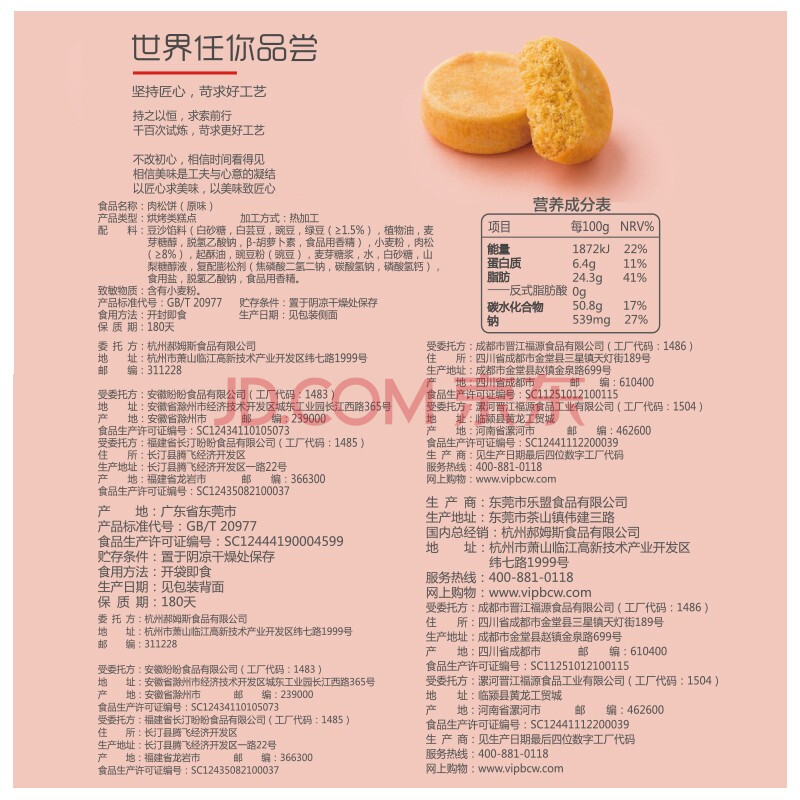 世界任你品尝
坚持匠心，苛求好工艺
持之以恒，求索前行
千百次试炼，苛求更好工艺
不改初心，相信时间看得见
相信美味是工夫与心意的凝结
以匠心求美味，以美味致匠心
食品名称：肉松饼（原味）
产品类型：烘烤类糕点 加工方式：热加工
配 料：豆沙馅料（白砂糖，白芸豆，豌豆，绿豆（≥1.5%），植物油，麦
芽糖醇，脱氢乙酸钠，β-胡萝卜素，食品用香精），小麦粉，肉松
（≥8%），起酥油，豌豆粉（豌豆），麦芽糖浆，水，白砂糖，山
梨糖醇液，复配膨松剂（焦磷酸二氢二钠，碳酸氢钠，磷酸氢钙），
食用盐，脱氢乙酸钠，食品用香精。
致敏物质：含有小麦粉。
产品标准代号：GB/T 20977 贮存条件：置于阴凉干燥处保存
食用方法：开封即食 生产日期：见包装侧面
保 质 期：180天
委 托 方：杭州郝姆斯食品有限公司
地 址：杭州市萧山临江高新技术产业开发区纬七路1999号
邮 编：311228
受委托方：安徽盼盼食品有限公司（工厂代码：1483）
地 址：安徽省滁州市经济技术开发区城东工业园长江西路365号
产 地：安徽省滁州市 邮 编：239000
食品生产许可证编号：SC12434110105073
受委托方：福建省长汀盼盼食品有限公司（工厂代码：1485）
住 所：长汀县腾飞经济开发区
生产地址：长汀县腾飞经济开发区一路22号
产 地：福建省龙岩市 邮 编：366300
食品生产许可证编号：SC12435082100037
产 地：广东省东莞市
产品标准代号：GB/T 20977
食品生产许可证编号：SC12444190004599
贮存条件：置于阴凉干燥处保存
食用方法：开袋即食
生产日期：见包装背面
保 质 期：180天
委 托 方：杭州郝姆斯食品有限公司
地 址：杭州市萧山临江高新技术产业开发区纬七路1999号
邮 编：311228
受委托方：安徽盼盼食品有限公司（工厂代码：1483）
地 址：安徽省滁州市经济技术开发区城东工业园长江西路365号
产 地：安徽省滁州市 邮 编：239000
食品生产许可证编号：SC12434110105073
受委托方：福建省长汀盼盼食品有限公司（工厂代码：1485）
住 所：长汀县腾飞经济开发区
生产地址：长汀县腾飞经济开发区一路22号
产 地：福建省龙岩市 邮 编：366300
食品生产许可证编号：SC12435082100037
营养成分表
项目 每100g NRV%
能量 1872kJ 22%
蛋白质 6.4g 11%
脂肪 24.3g 41%
——反式脂肪酸 0g
碳水化合物 50.8g 17%
钠 539mg 27%
受委托方：成都市晋江福源食品有限公司（工厂代码：1486）
住 所：四川省成都市金堂县三星镇天灯街189号
生产地址：成都市金堂县赵镇金泉路699号
产 地：四川省成都市 邮 编：610400
食品生产许可证编号：SC11251012100115
受委托方：漯河晋江福源食品工业有限公司（工厂代码：1504）
地 址：临颍县黄龙工贸城
产 地：河南省漯河市 邮 编：462600
食品生产许可证编号：SC12441112200039
生 产 商：见生产日期最后四位数字工厂代码
服务热线：400-881-0118
网上购物：www.vipbcw.com
生 产 商：东莞市乐盟食品有限公司
生产地址：东莞市茶山镇伟建三路
国内总经销：杭州郝姆斯食品有限公司
地 址：杭州市萧山临江高新技术产业开发区
纬七路1999号
服务热线：400-881-0118
网上购物：www.vipbcw.com
受委托方：成都市晋江福源食品有限公司（工厂代码：1486）
住 所：四川省成都市金堂县三星镇天灯街189号
生产地址：成都市金堂县赵镇金泉路699号
产 地：四川省成都市 邮 编：610400
食品生产许可证编号：SC11251012100115
受委托方：漯河晋江福源食品工业有限公司（工厂代码：1504）
地 址：临颍县黄龙工贸城
产 地：河南省漯河市 邮 编：462600
食品生产许可证编号：SC12441112200039
生 产 商：见生产日期最后四位数字工厂代码
服务热线：400-881-0118
网上购物：www.vipbcw.com
JD.COM 京东